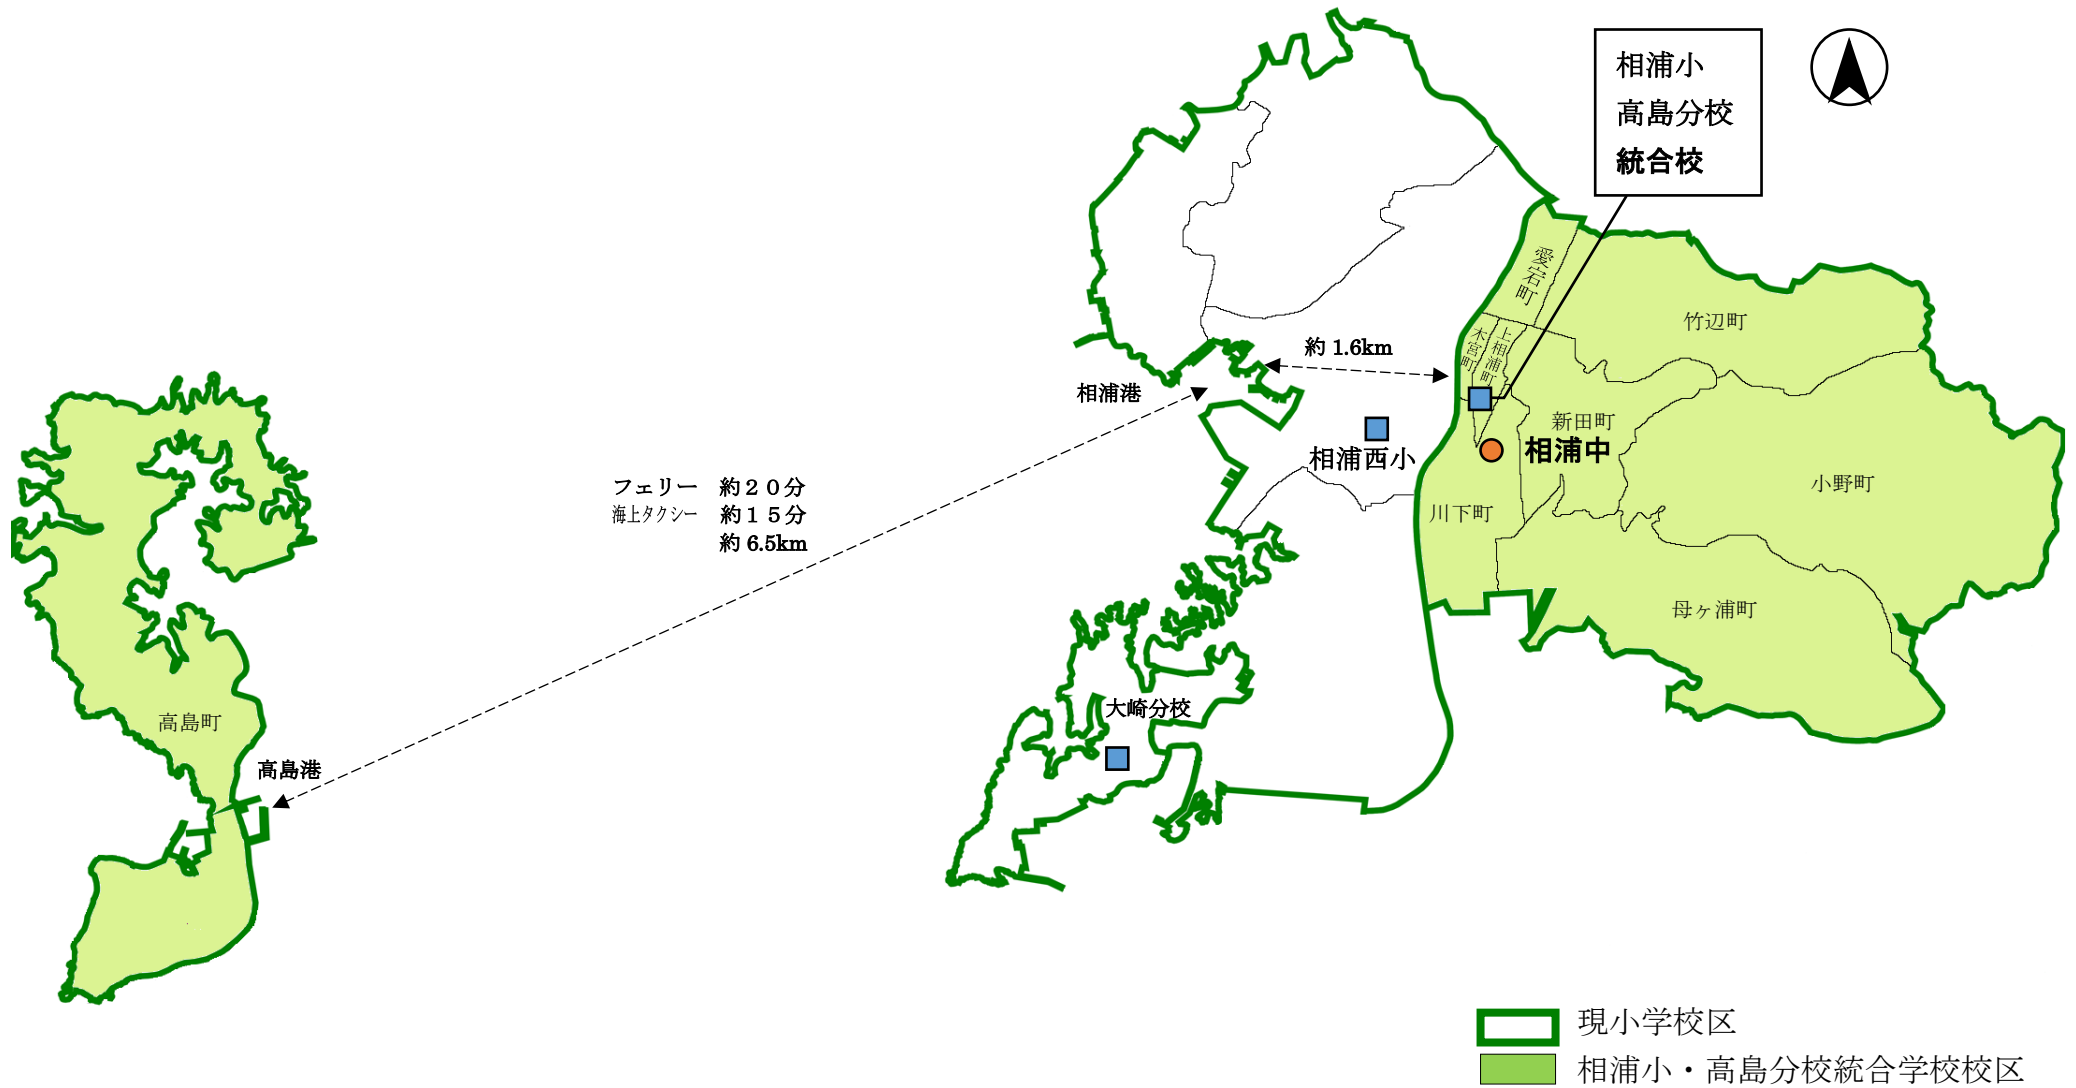 相浦小
高島分校
統合校
愛宕町
竹辺町
木宮町
上相浦町
約 1.6km
相浦港
新田町
相浦中
相浦西小
小野町
フェリー 約２０分
海上タクシー 約１５分
約 6.5km
川下町
母ヶ浦町
大崎分校
高島町
高島港
現小学校区
相浦小・高島分校統合学校校区